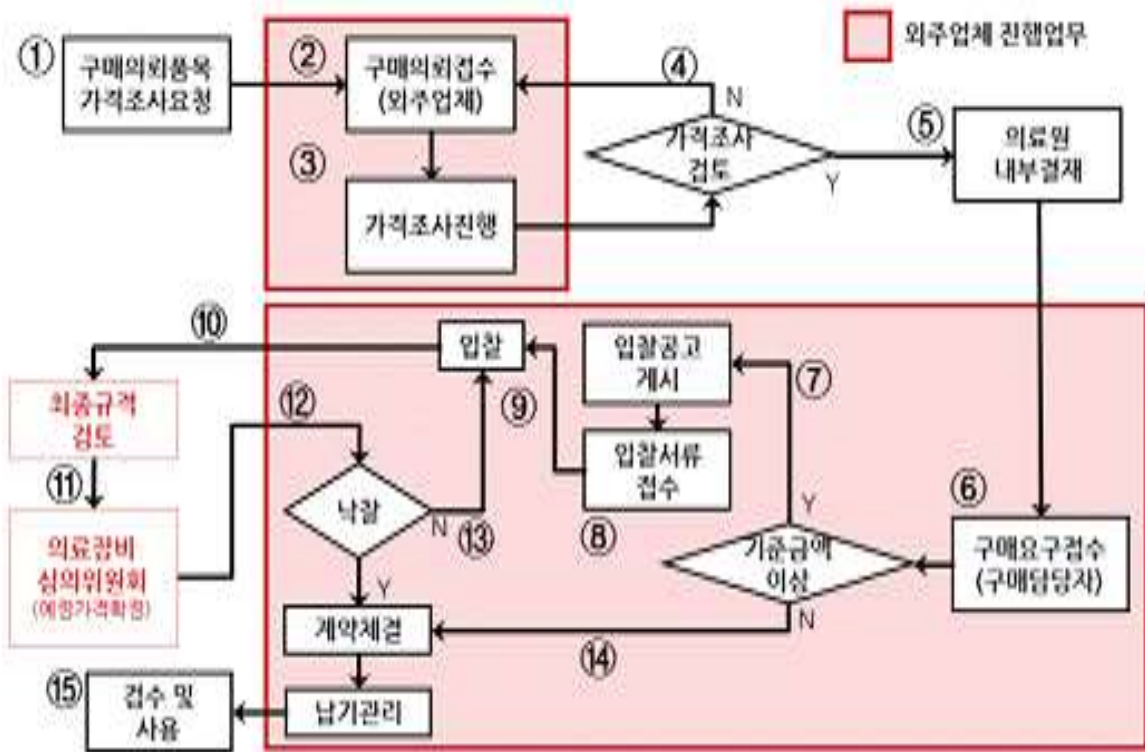 외주업체 진행업무
①
구매의뢰품목
가격조사요청
②
구매의뢰접수
(외주업체)
③
가격조사진행
④
N
가격조사
검토
Y
⑤
의료원
내부결재
⑥
구매요구접수
(구매담당자)
기준금액
이상
Y
N
⑦
입찰공고
게시
입찰서류
접수
⑧
⑨
입찰
⑩
최종규격
검토
⑪
의료장비
심의위원회
(예정가격확정)
⑫
낙찰
N
⑬
Y
⑭
계약체결
납기관리
⑮
검수 및
사용